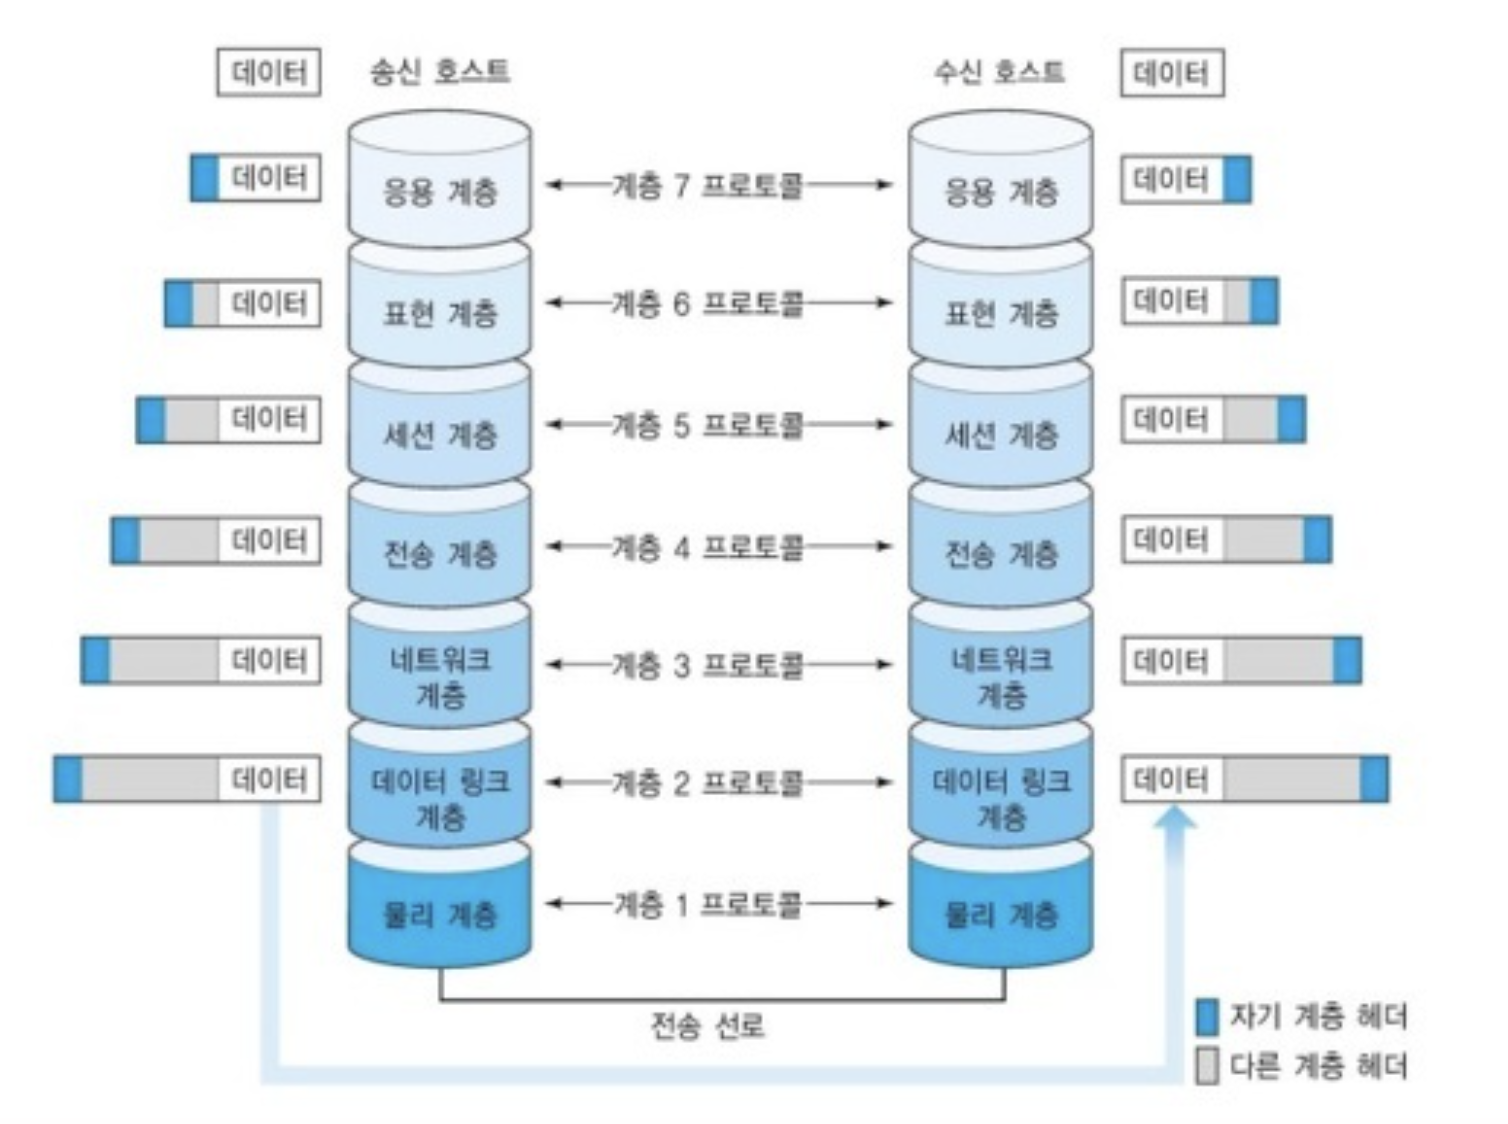 데이터 송신 호스트 수신 호스트 데이터
데이터 응용 계층 계층 7 프로토콜 응용 계층 데이터
데이터 표현 계층 계층 6 프로토콜 표현 계층 데이터
데이터 세션 계층 계층 5 프로토콜 세션 계층 데이터
데이터 전송 계층 계층 4 프로토콜 전송 계층 데이터
데이터 네트워크 계층 3 프로토콜 네트워크 데이터
계층 계층
데이터 데이터 링크 계층 2 프로토콜 데이터 링크 데이터
계층 계층
물리 계층 계층 1 프로토콜 물리 계층
전송 선로
자기 계층 헤더
다른 계층 헤더